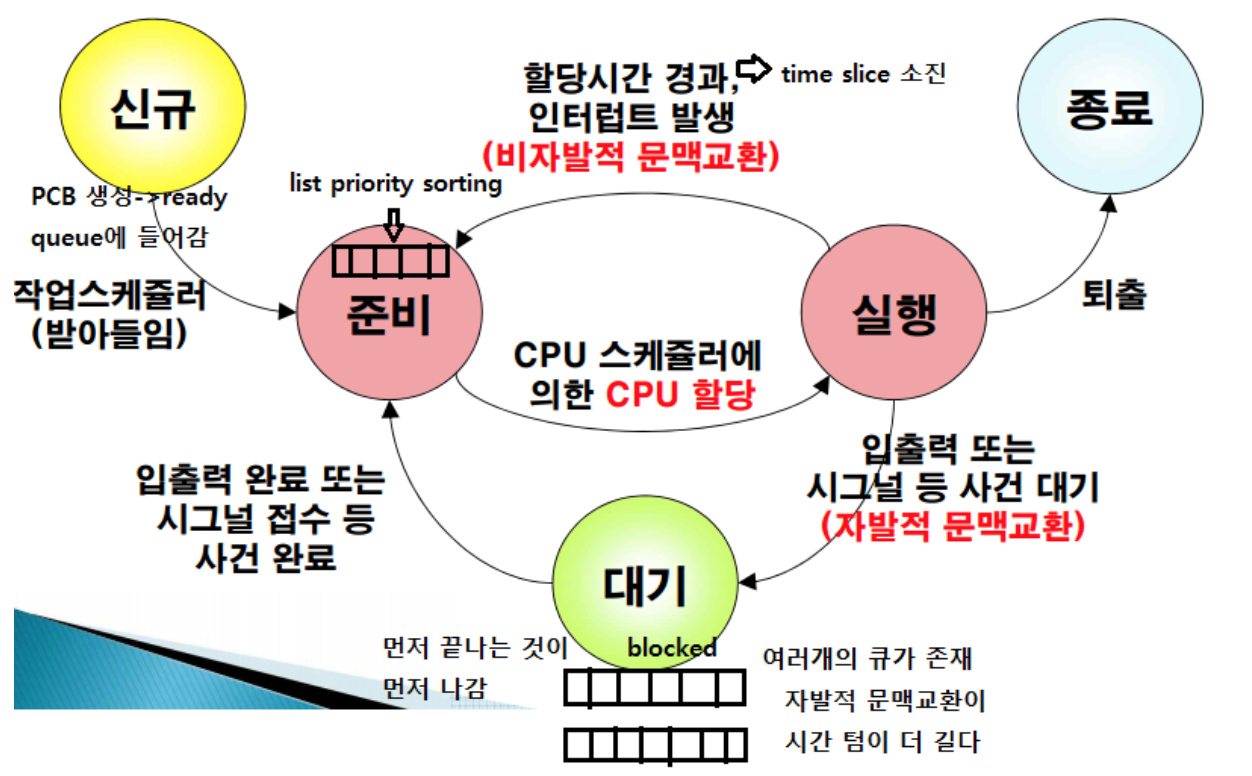 신규
종료
할당시간 경과,
time slice 소진
인터럽트 발생
(비자발적 문맥교환)
list priority sorting
PCB 생성->ready
queue에 들어감
작업스케쥴러
(받아들임)
준비
실행
퇴출
CPU 스케쥴러에
의한 CPU 할당
입출력 또는
시그널 등 사건 대기
(자발적 문맥교환)
입출력 완료 또는
시그널 접수 등
사건 완료
대기
먼저 끝나는 것이
먼저 나감
blocked
여러개의 큐가 존재
자발적 문맥교환이
시간 텀이 더 길다